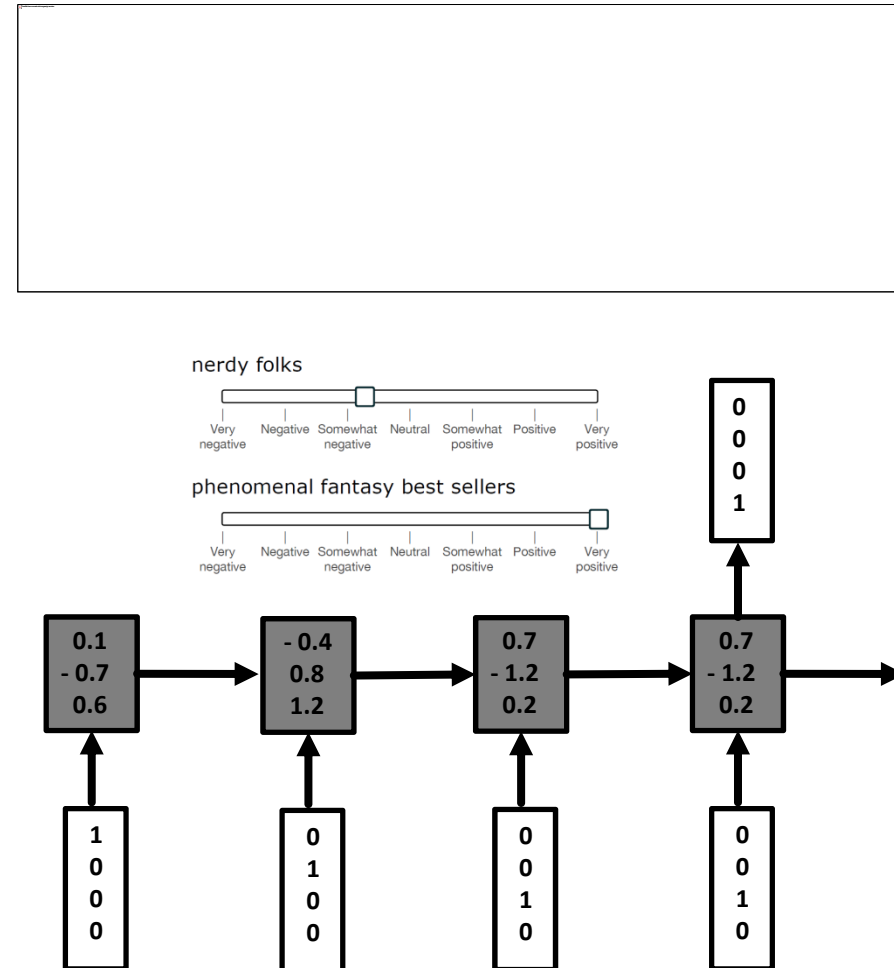 nerdy folks
Very negative
Negative
Somewhat negative
Neutral
Somewhat positive
Positive
Very positive
phenomenal fantasy best sellers
Very negative
Negative
Somewhat negative
Neutral
Somewhat positive
Positive
Very positive
0
0
0
1
0.1
- 0.7
0.6
- 0.4
0.8
1.2
0.7
- 1.2
0.2
0.7
- 1.2
0.2
1
0
0
0
0
1
0
0
0
0
1
0
0
0
1
0